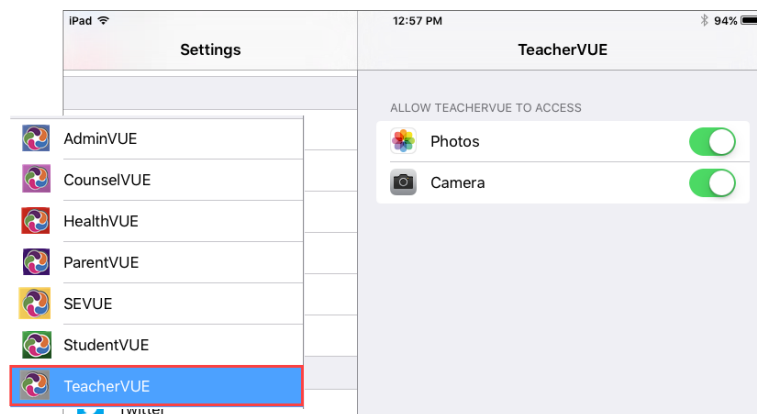 iPad
12:57 PM
94%
Settings
TeacherVUE
ALLOW TEACHERVUE TO ACCESS
Photos
Camera
AdminVUE
CounselVUE
HealthVUE
ParentVUE
SEVUE
StudentVUE
TeacherVUE
Twitter